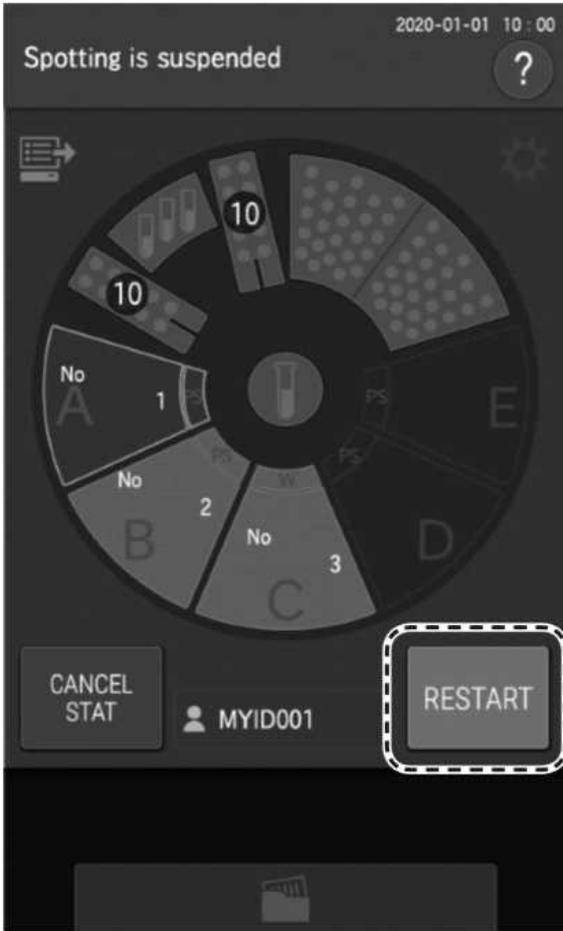 2020-01-01 10 : 00
Spotting is suspended
?
10
10
No
A
1
PS
PS
E
No
B
2
PS
No
C
3
W
PS
D
CANCEL
STAT
MYID001
RESTART